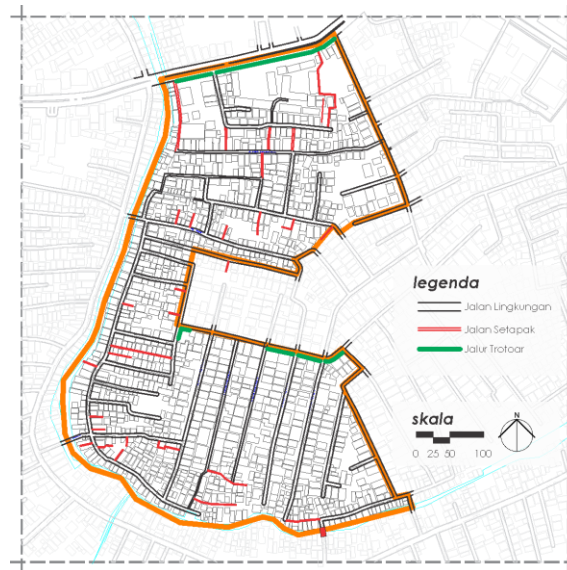 legenda
Jalan Lingkungan
Jalan Setapak
Jalur Trotoar
skala
N
0 25 50 100